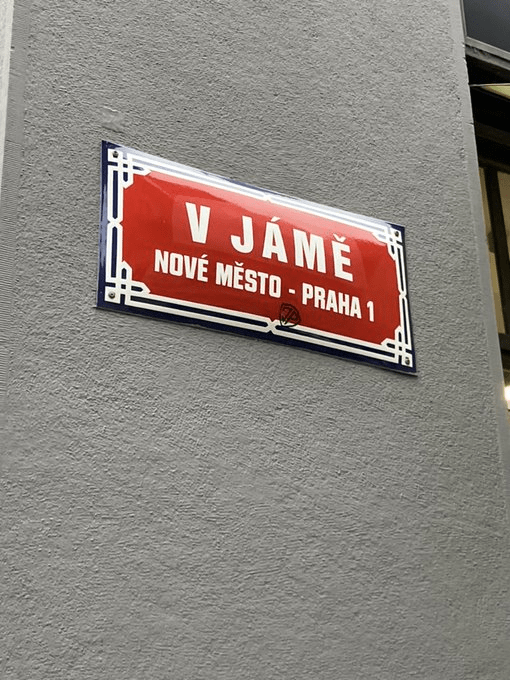 V JÁMĚ
NOVÉ MĚSTO - PRAHA 1